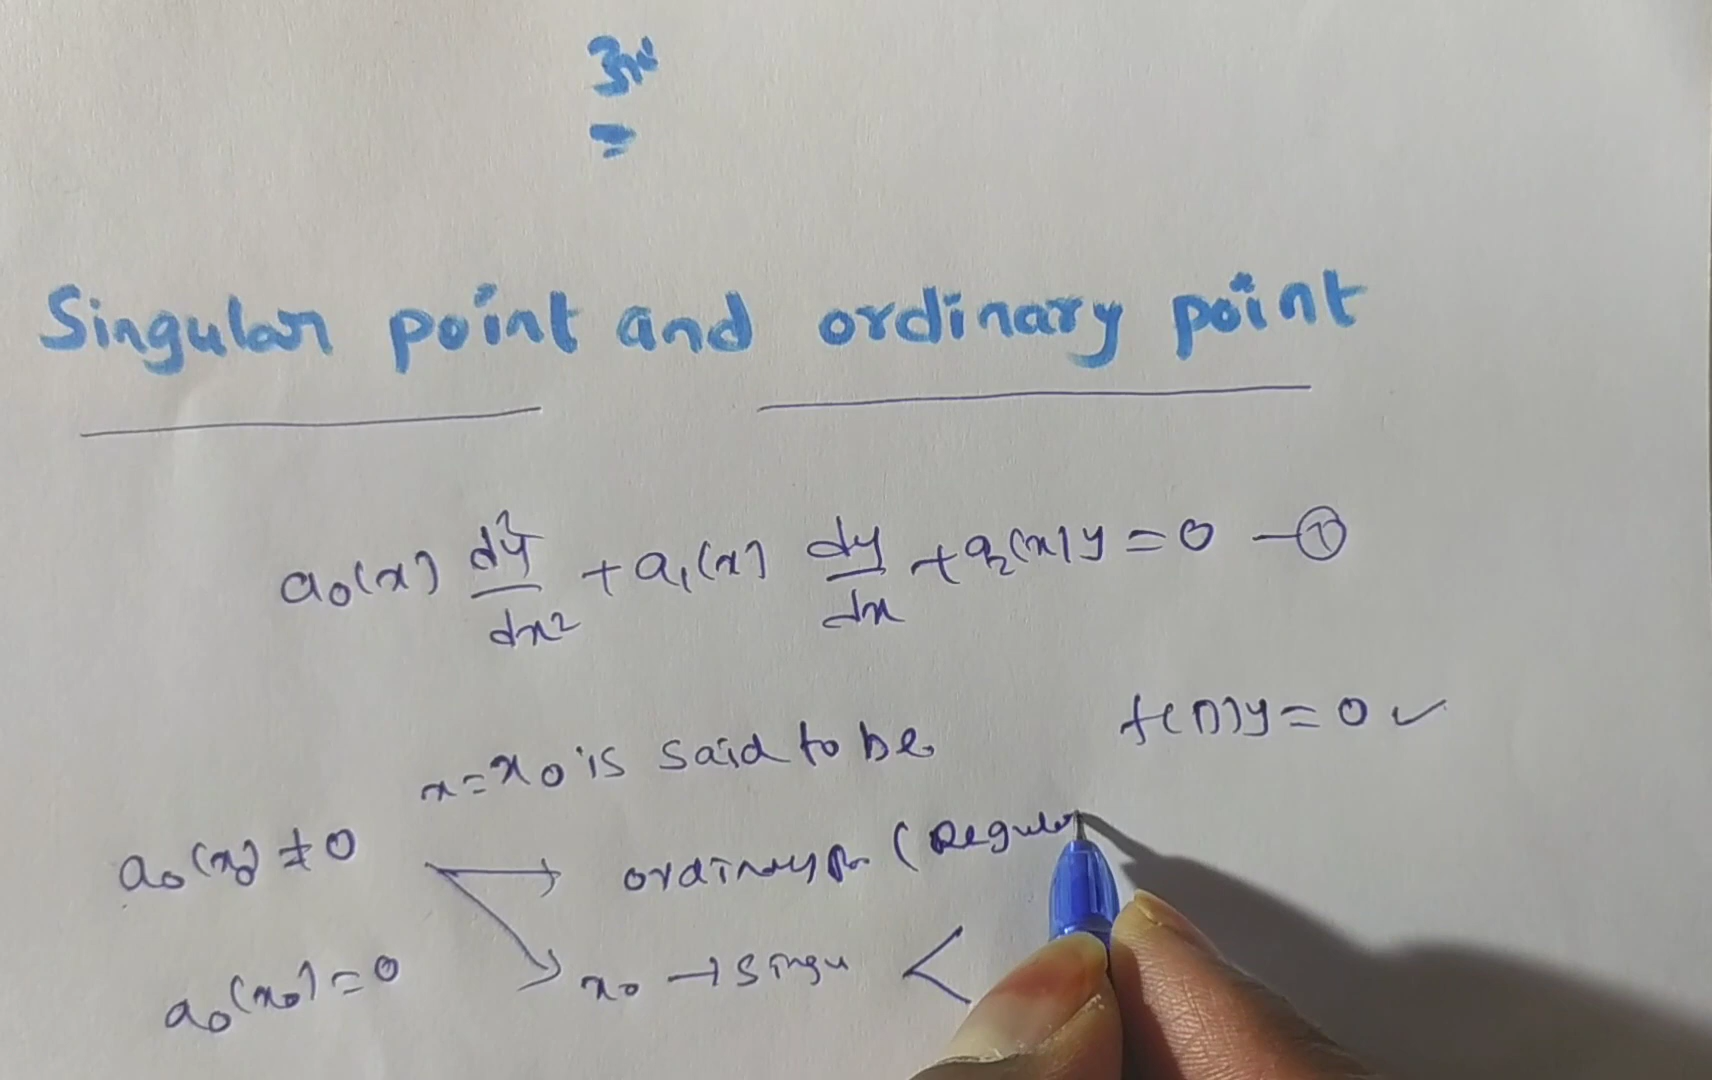 Singular point and ordinary point
a₀(x) d²y/dx² + a₁(x) dy/dx + a₂(x)y = 0 — ①
f(D)y = 0 ✓
x = x₀ is said to be
a₀(x₀) ≠ 0 → ordinary (Regular
a₀(x₀) = 0 x₀ → Singu <